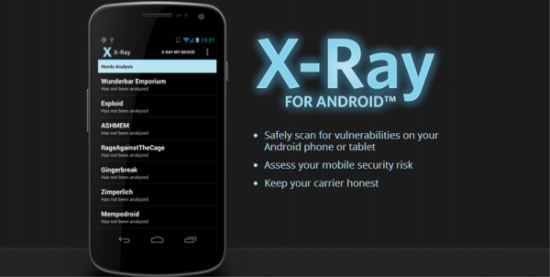 12:21
X-Ray
X-RAY MY DEVICE!
Needs Analysis
Wunderbar Emporium
Has not been analyzed
Exploid
Has not been analyzed
ASHMEM
Has not been analyzed
RageAgainstTheCage
Has not been analyzed
Gingerbreak
Has not been analyzed
Zimperlich
Has not been analyzed
Mempodroid
Has not been analyzed
X-Ray
FOR ANDROID™
• Safely scan for vulnerabilities on your
Android phone or tablet
• Assess your mobile security risk
• Keep your carrier honest